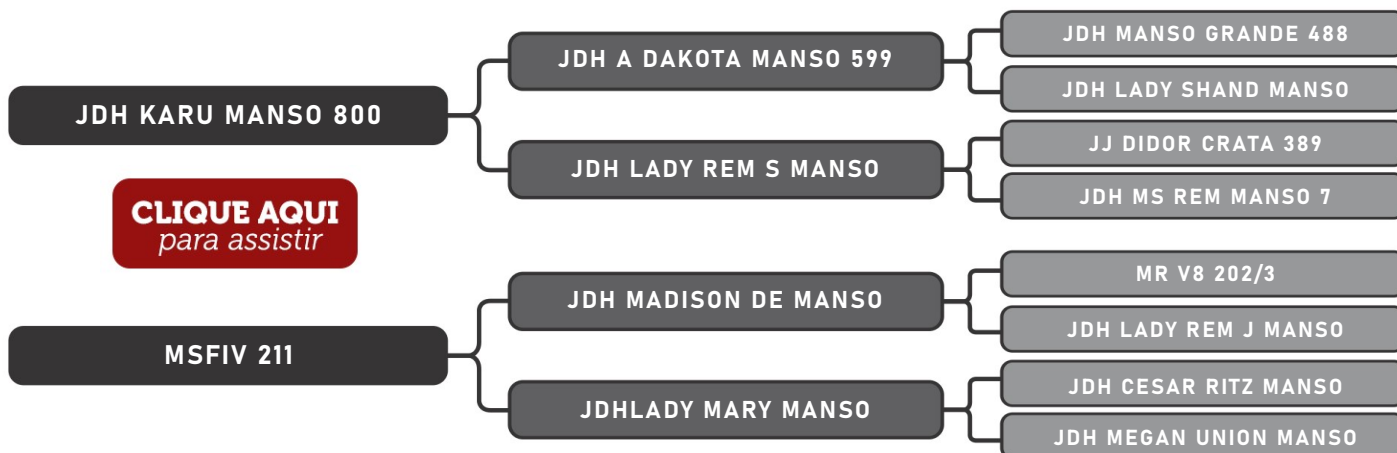 JDH KARU MANSO 800
JDH A DAKOTA MANSO 599
JDH MANSO GRANDE 488
JDH LADY SHAND MANSO
JDH LADY REM S MANSO
JJ DIDOR CRATA 389
JDH MS REM MANSO 7
CLIQUE AQUI
para assistir
MSFIV 211
JDH MADISON DE MANSO
MR V8 202/3
JDH LADY REM J MANSO
JDHLADY MARY MANSO
JDH CESAR RITZ MANSO
JDH MEGAN UNION MANSO